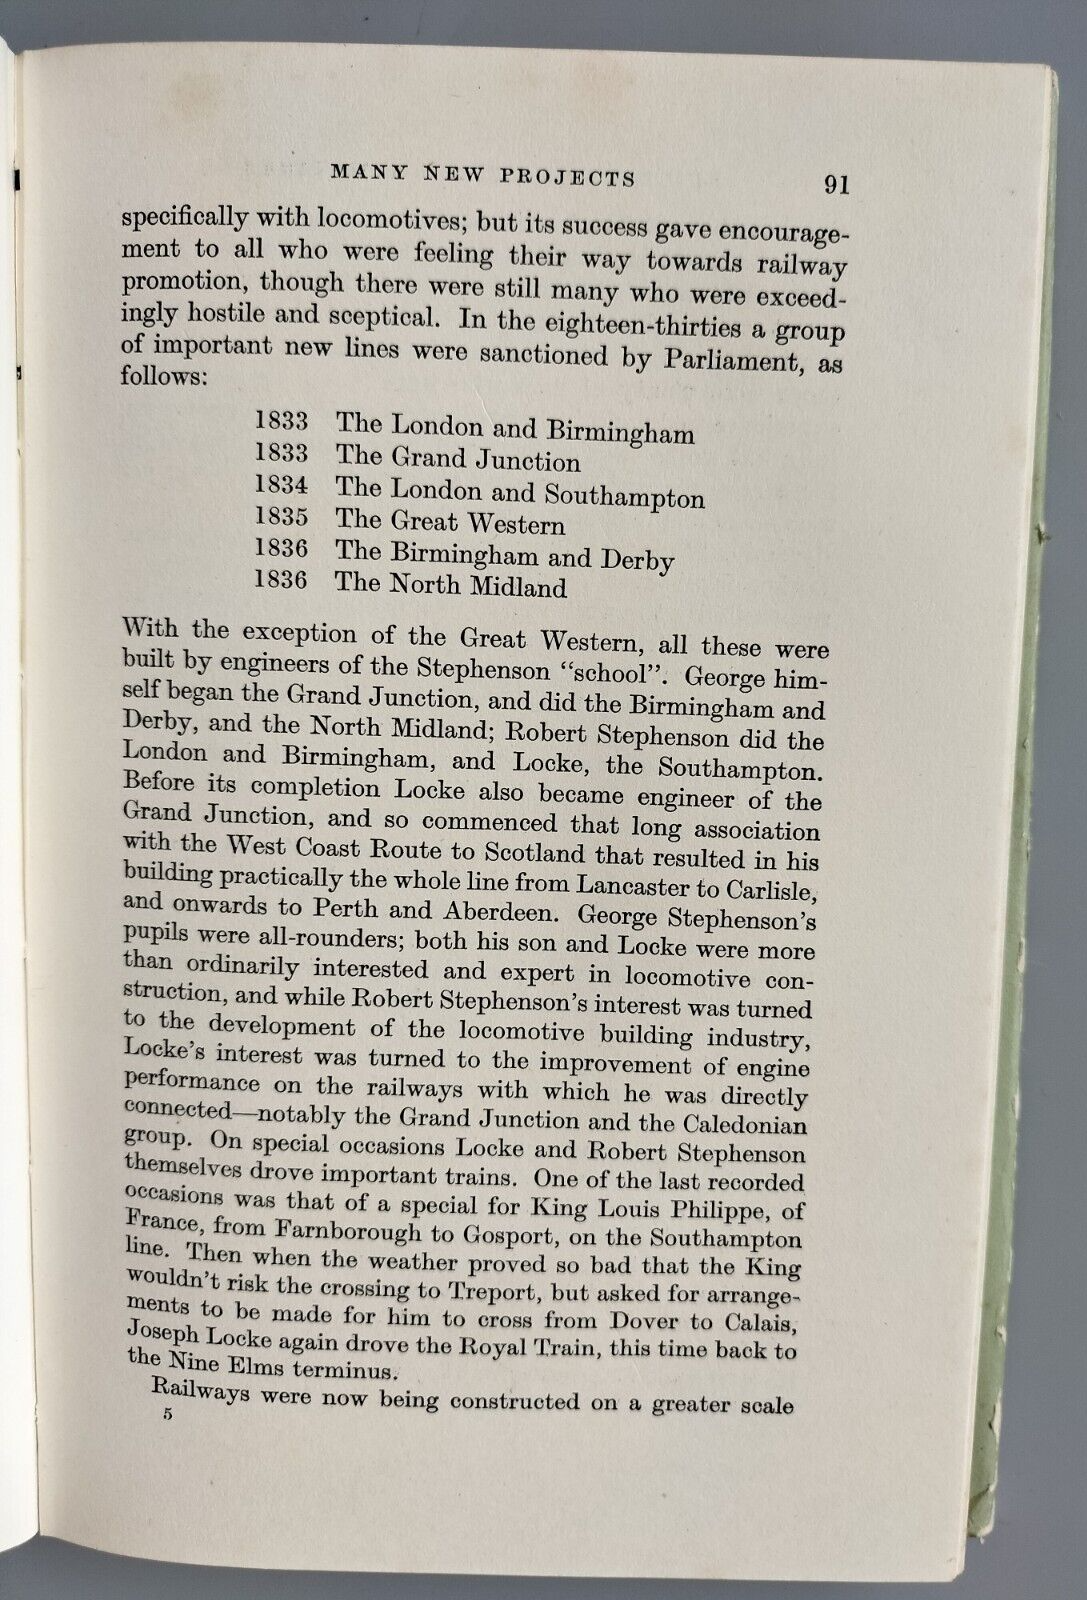 MANY NEW PROJECTS 91
specifically with locomotives; but its success gave encourage-
ment to all who were feeling their way towards railway
promotion, though there were still many who were exceed-
ingly hostile and sceptical. In the eighteen-thirties a group
of important new lines were sanctioned by Parliament, as
follows:
1833 The London and Birmingham
1833 The Grand Junction
1834 The London and Southampton
1835 The Great Western
1836 The Birmingham and Derby
1836 The North Midland
With the exception of the Great Western, all these were
built by engineers of the Stephenson “school”. George him-
self began the Grand Junction, and did the Birmingham and
Derby, and the North Midland; Robert Stephenson did the
London and Birmingham, and Locke, the Southampton.
Before its completion Locke also became engineer of the
Grand Junction, and so commenced that long association
with the West Coast Route to Scotland that resulted in his
building practically the whole line from Lancaster to Carlisle,
and onwards to Perth and Aberdeen. George Stephenson's
pupils were all-rounders; both his son and Locke were more
than ordinarily interested and expert in locomotive con-
struction, and while Robert Stephenson's interest was turned
to the development of the locomotive building industry,
Locke's interest was turned to the improvement of engine
performance on the railways with which he was directly
connected—notably the Grand Junction and the Caledonian
group. On special occasions Locke and Robert Stephenson
themselves drove important trains. One of the last recorded
occasions was that of a special for King Louis Philippe, of
France, from Farnborough to Gosport, on the Southampton
line. Then when the weather proved so bad that the King
wouldn't risk the crossing to Treport, but asked for arrange-
ments to be made for him to cross from Dover to Calais,
Joseph Locke again drove the Royal Train, this time back to
the Nine Elms terminus.
Railways were now being constructed on a greater scale
5